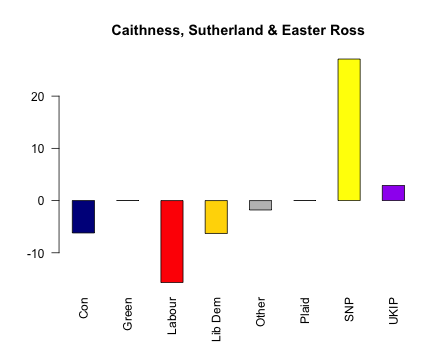 Caithness, Sutherland & Easter Ross
20
10
0
-10
Con
Green
Labour
Lib Dem
Other
Plaid
SNP
UKIP